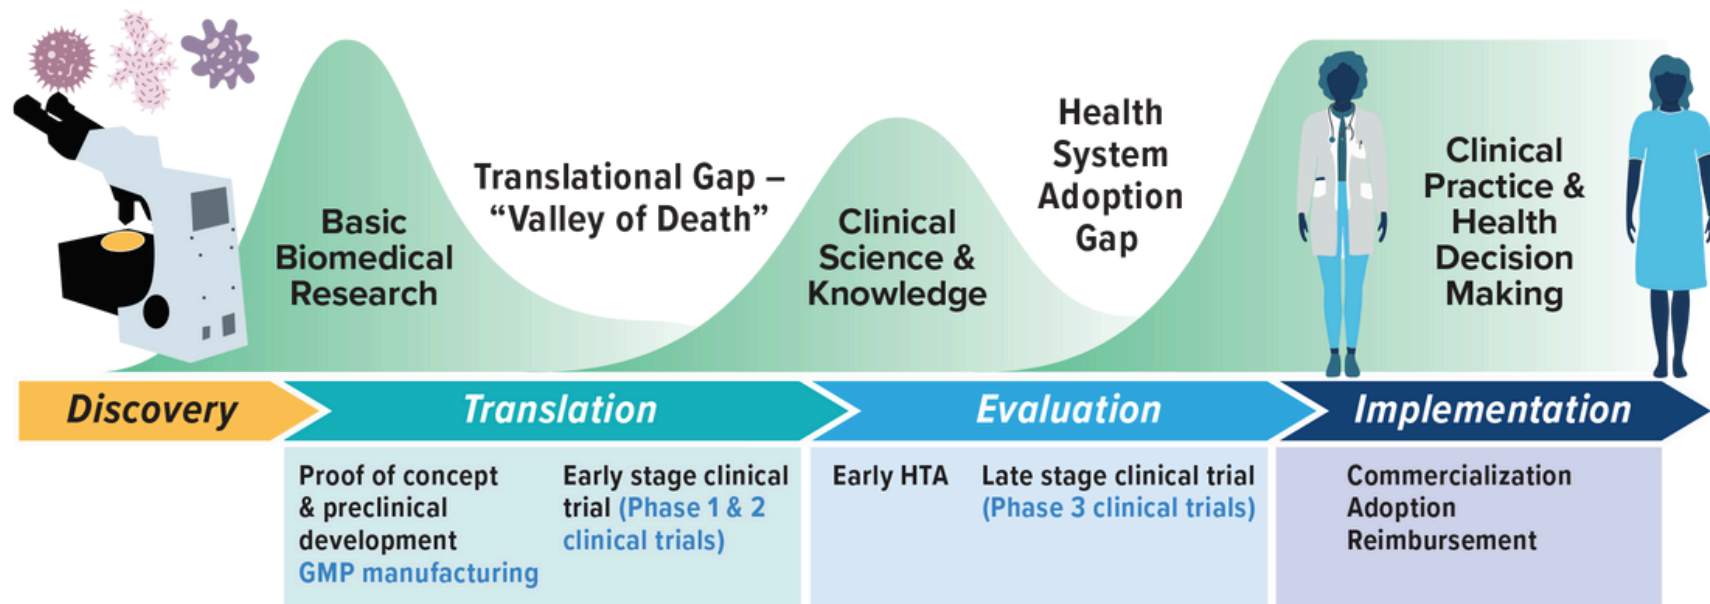 Basic
Biomedical
Research
Translational Gap –
“Valley of Death”
Clinical
Science &
Knowledge
Health
System
Adoption
Gap
Clinical
Practice &
Health
Decision
Making
Discovery
Translation
Evaluation
Implementation
Proof of concept
& preclinical
development
GMP manufacturing
Early stage clinical
trial (Phase 1 & 2
clinical trials)
Early HTA
Late stage clinical trial
(Phase 3 clinical trials)
Commercialization
Adoption
Reimbursement